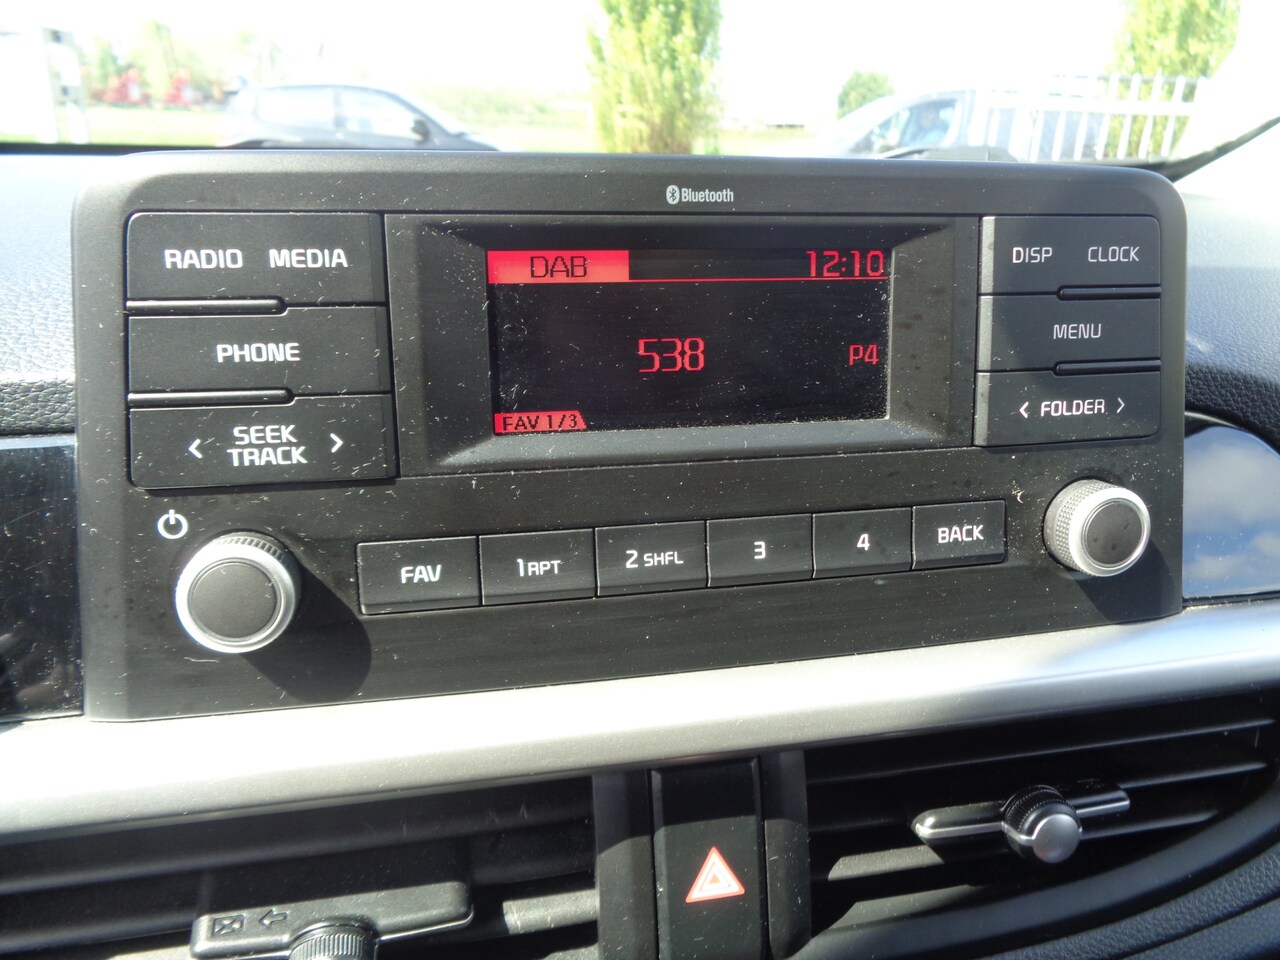 Bluetooth
RADIO MEDIA
DAB 12:10
DISP CLOCK
PHONE
538 P4
MENU
< SEEK TRACK >
FAV 1/3
< FOLDER >
FAV
1 RPT
2 SHFL
3
4
BACK